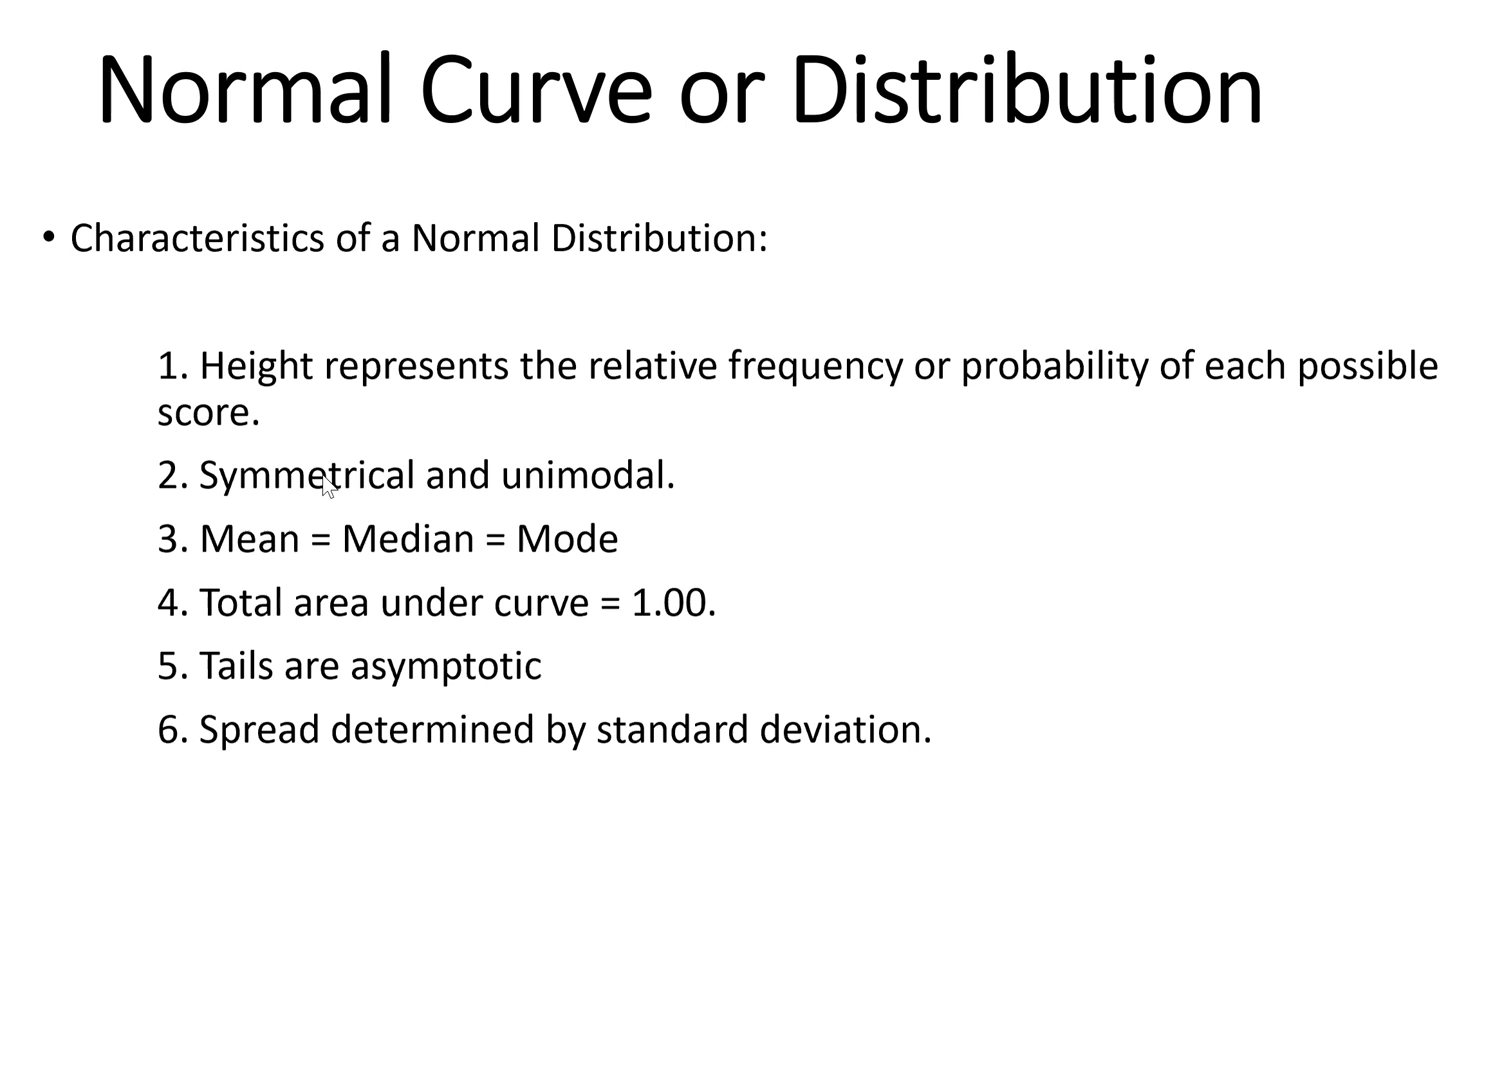 Normal Curve or Distribution
• Characteristics of a Normal Distribution:
1. Height represents the relative frequency or probability of each possible
score.
2. Symmetrical and unimodal.
3. Mean = Median = Mode
4. Total area under curve = 1.00.
5. Tails are asymptotic
6. Spread determined by standard deviation.